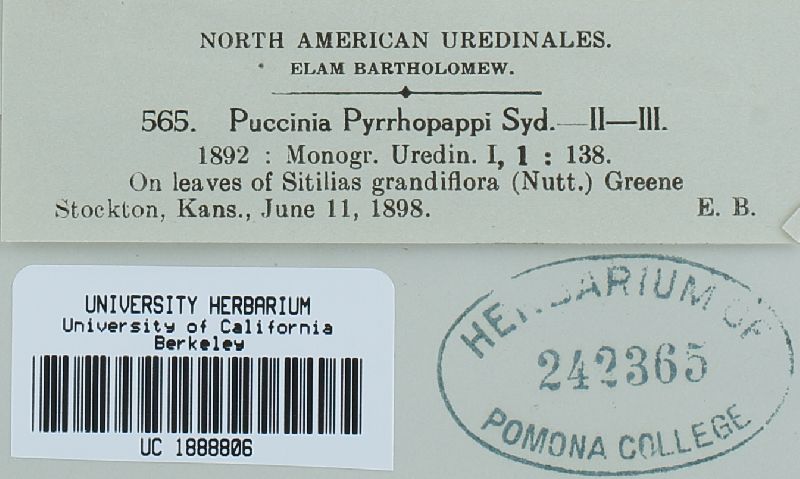 NORTH AMERICAN UREDINALES.
ELAM BARTHOLOMEW.
565. Puccinia Pyrrhopappi Syd.—II—III.
1892 : Monogr. Uredin. I, 1 : 138.
On leaves of Sitilias grandiflora (Nutt.) Greene
Stockton, Kans., June 11, 1898. E. B.
UNIVERSITY HERBARIUM
University of California
Berkeley
UC 1888806
HERBARIUM OF
242365
POMONA COLLEGE